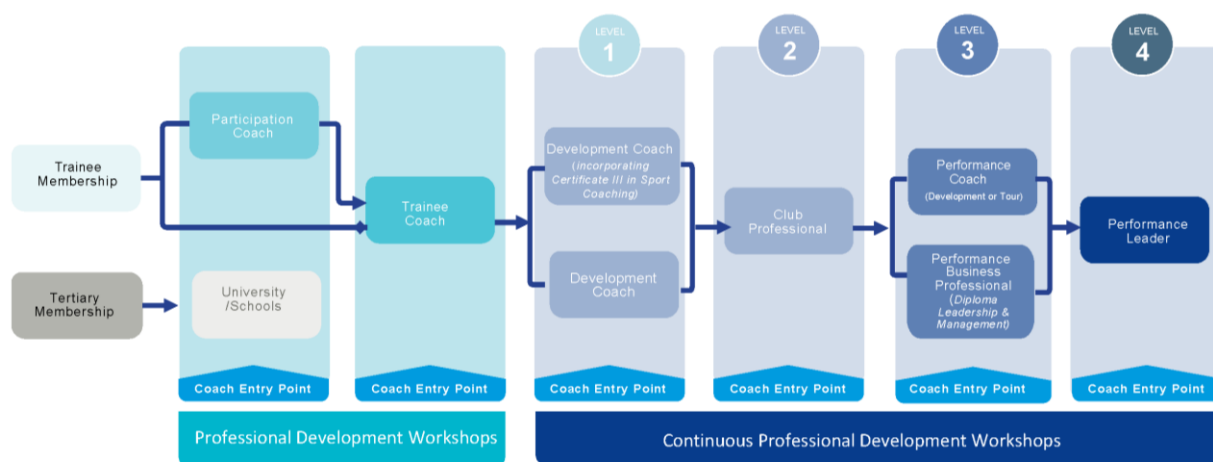 LEVEL
1
LEVEL
2
LEVEL
3
LEVEL
4
Trainee
Membership
Tertiary
Membership
Participation
Coach
University
/Schools
Trainee
Coach
Development Coach
(incorporating
Certificate III in Sport
Coaching)
Development
Coach
Club
Professional
Performance
Coach
(Development or Tour)
Performance
Business
Professional
(Diploma
Leadership &
Management)
Performance
Leader
Coach Entry Point
Coach Entry Point
Coach Entry Point
Coach Entry Point
Coach Entry Point
Coach Entry Point
Professional Development Workshops
Continuous Professional Development Workshops